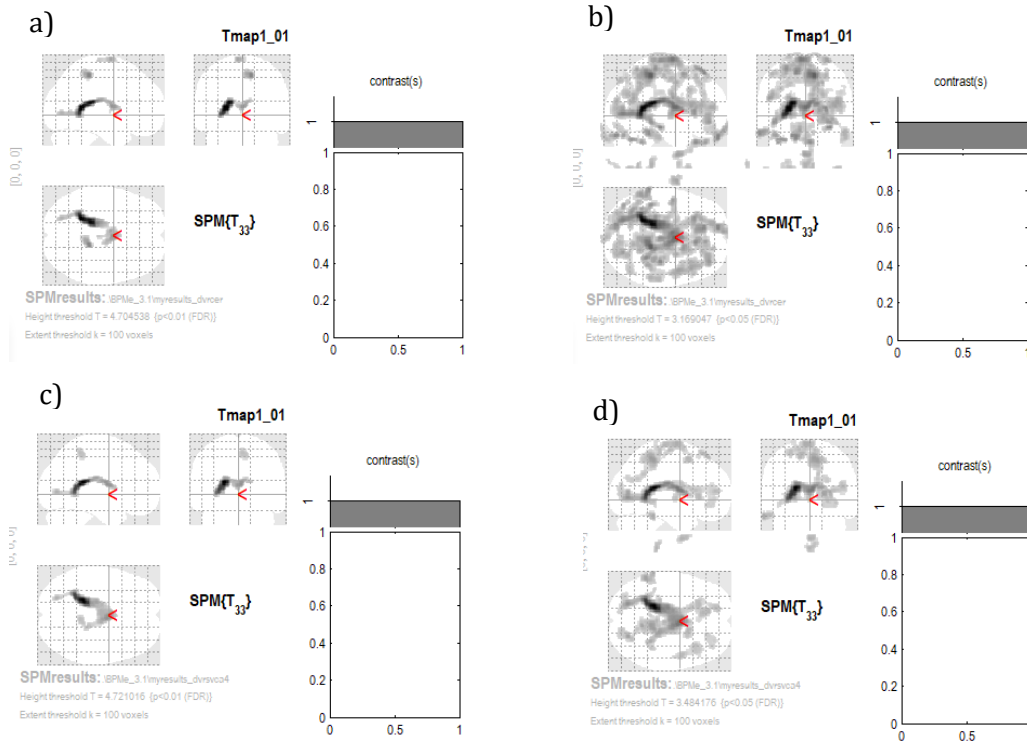 a)
Tmap1_01
contrast(s)
1
[0, 0, 0]
SPM{T33}
1
0.8
0.6
0.4
0.2
0
0 0.5 1
SPMresults: .\BPMe_3.1\myresults_dvrcer
Height threshold T = 4.704538 {p<0.01 (FDR)}
Extent threshold k = 100 voxels
b)
Tmap1_01
contrast(s)
1
[0, 0, 0]
SPM{T33}
1
0.8
0.6
0.4
0.2
0
0 0.5 1
SPMresults: .\BPMe_3.1\myresults_dvrcer
Height threshold T = 3.169047 {p<0.05 (FDR)}
Extent threshold k = 100 voxels
c)
Tmap1_01
contrast(s)
1
[0, 0, 0]
SPM{T33}
1
0.8
0.6
0.4
0.2
0
0 0.5 1
SPMresults: .\BPMe_3.1\myresults_dvrsvca4
Height threshold T = 4.721016 {p<0.01 (FDR)}
Extent threshold k = 100 voxels
d)
Tmap1_01
contrast(s)
1
SPM{T33}
1
0.8
0.6
0.4
0.2
0
0 0.5
SPMresults: .\BPMe_3.1\myresults_dvrsvca4
Height threshold T = 3.484176 {p<0.05 (FDR)}
Extent threshold k = 100 voxels